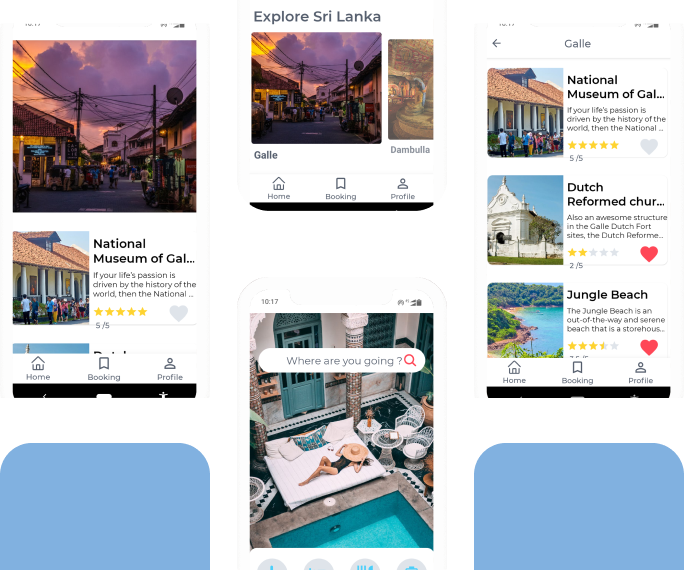 National
Museum of Gal...
If your's passion is
driven by the history of the
world, then the National ...
5 /5
Home
Booking
Profile
Explore Sri Lanka
Galle
Dambulla
Home
Booking
Profile
10:17
Where are you going ?
Galle
National
Museum of Gal...
If your life's passion is
driven by the history of the
world, then the National ...
5 /5
Dutch
Reformed chur...
Also an awesome structure
in the Galle Dutch Fort
sites, the Dutch Reforme...
2 /5
Jungle Beach
The Jungle Beach is an
out-of-the-way and serene
beach that is a storehous...
Home
Booking
Profile